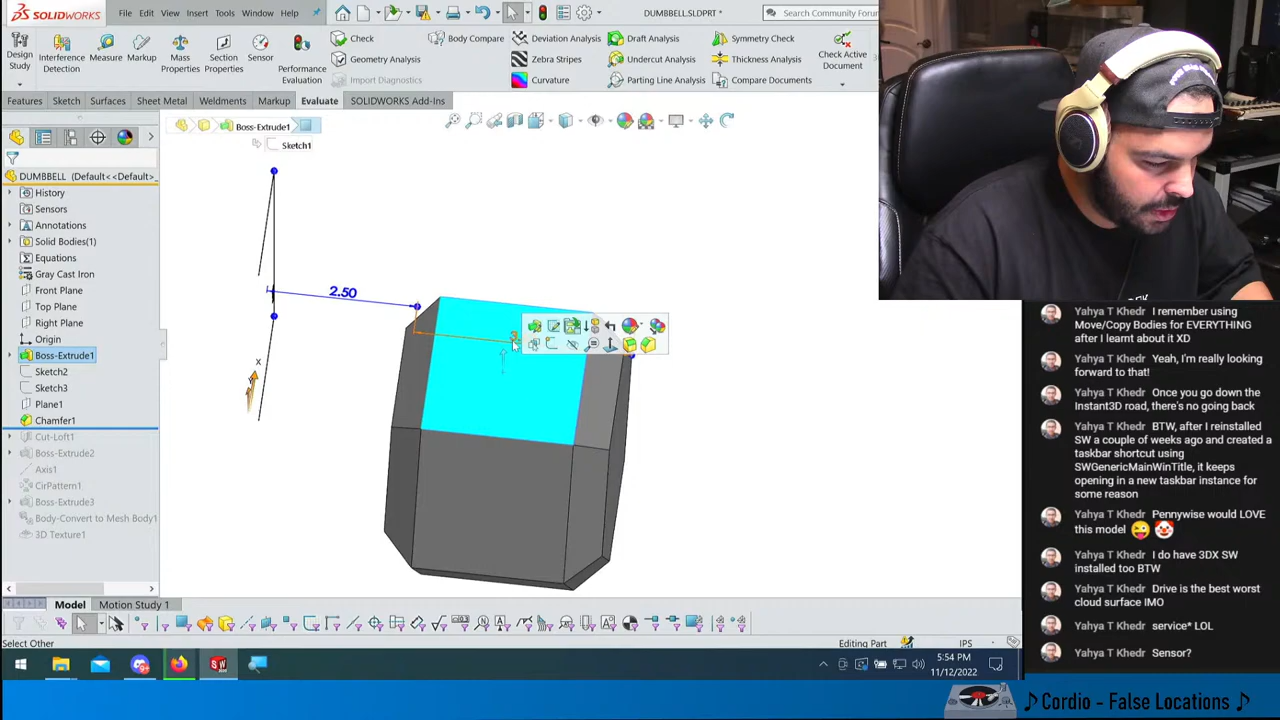 SOLIDWORKS
File
Edit
View
Insert
Tools
Window
Help
DUMBBELL.SLDPRT *
Search Community Forum
Design Study
Interference Detection
Measure
Markup
Mass Properties
Section Properties
Sensor
Performance Evaluation
Check
Geometry Analysis
Import Diagnostics
Body Compare
Deviation Analysis
Zebra Stripes
Curvature
Draft Analysis
Undercut Analysis
Parting Line Analysis
Symmetry Check
Thickness Analysis
Compare Documents
Check Active Document
Features
Sketch
Surfaces
Sheet Metal
Weldments
Markup
Evaluate
SOLIDWORKS Add-Ins
Boss-Extrude1
Sketch1
DUMBBELL (Default<<Default>_
History
Sensors
Annotations
Solid Bodies(1)
Equations
Gray Cast Iron
Front Plane
Top Plane
Right Plane
Origin
Boss-Extrude1
Sketch2
Sketch3
Plane1
Chamfer1
Cut-Loft1
Boss-Extrude2
Axis1
CirPattern1
Boss-Extrude3
Body-Convert to Mesh Body1
3D Texture1
2.50
x
Model
Motion Study 1
Select Other
Editing Part
IPS
5:54 PM
11/12/2022
Yahya T Khedr I remember using
Move/Copy Bodies for EVERYTHING
after I learnt about it XD
Yahya T Khedr Yeah, I'm really looking
forward to that!
Yahya T Khedr Once you go down the
Instant3D road, there's no going back
Yahya T Khedr BTW, after I reinstalled
SW a couple of weeks ago and created a
taskbar shortcut using
SWGenericMainWinTitle, it keeps
opening in a new taskbar instance for
some reason
Yahya T Khedr Pennywise would LOVE
this model 😜 🤡
Yahya T Khedr I do have 3DX SW
installed too BTW
Yahya T Khedr Drive is the best worst
cloud surface IMO
Yahya T Khedr service* LOL
Yahya T Khedr Sensor?
♪ Cordio - False Locations ♪